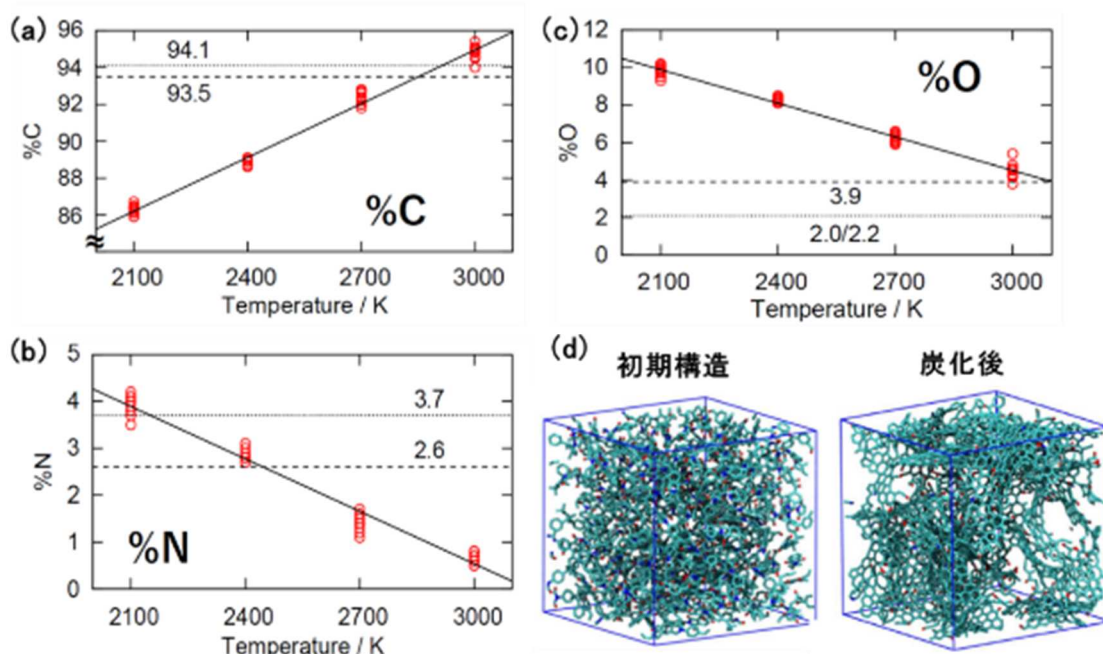 (a)
96
94
92
90
88
86
≈
%C
94.1
93.5
%C
2100 2400 2700 3000
Temperature / K
(b)
5
4
3
2
1
0
%N
3.7
2.6
%N
2100 2400 2700 3000
Temperature / K
(c)
12
10
8
6
4
2
0
%O
%O
3.9
2.0/2.2
2100 2400 2700 3000
Temperature / K
(d)
初期構造
炭化後